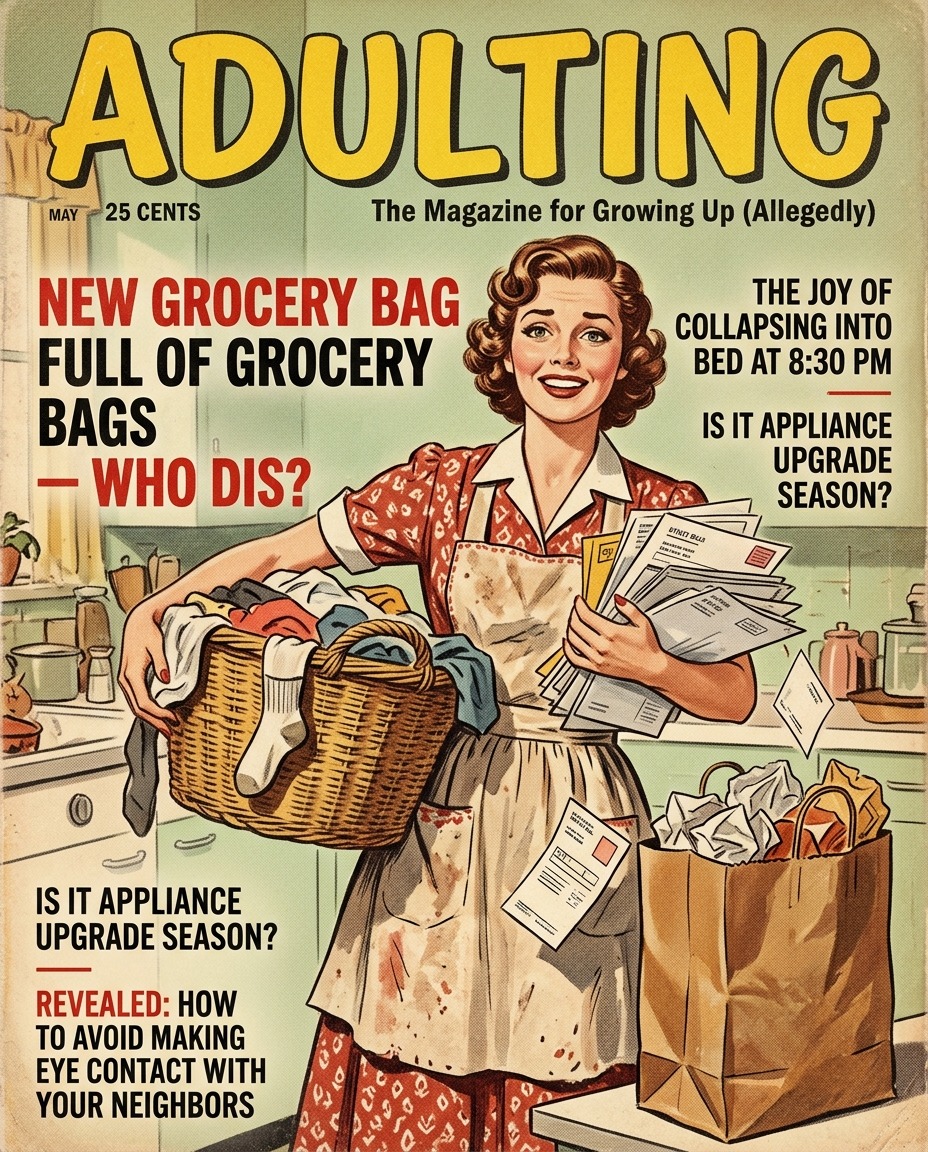 ADULTING
MAY 25 CENTS
The Magazine for Growing Up (Allegedly)
NEW GROCERY BAG
FULL OF GROCERY
BAGS
— WHO DIS?
THE JOY OF
COLLAPSING INTO
BED AT 8:30 PM
IS IT APPLIANCE
UPGRADE
SEASON?
IS IT APPLIANCE
UPGRADE SEASON?
REVEALED: HOW
TO AVOID MAKING
EYE CONTACT WITH
YOUR NEIGHBORS